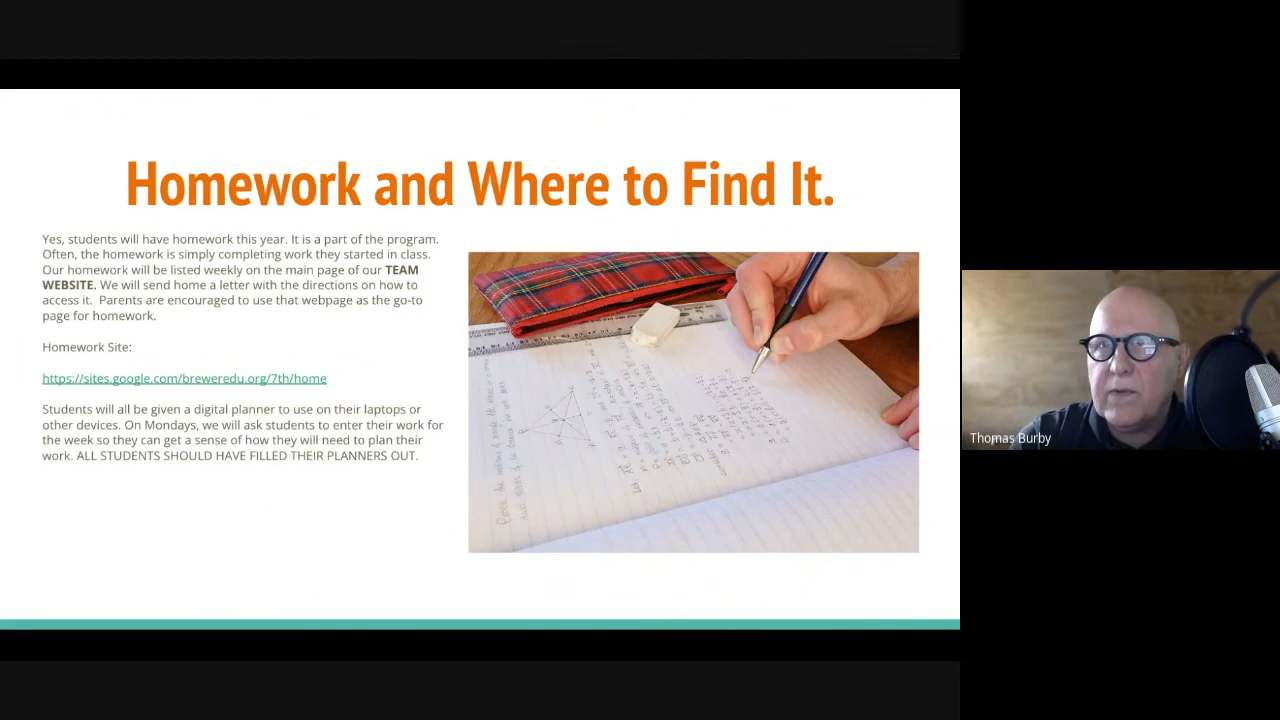 Homework and Where to Find It.
Yes, students will have homework this year. It is a part of the program.
Often, the homework is simply completing work they started in class.
Our homework will be listed weekly on the main page of our TEAM
WEBSITE. We will send home a letter with the directions on how to
access it. Parents are encouraged to use that webpage as the go-to
page for homework.
Homework Site:
https://sites.google.com/breweredu.org/7th/home
Students will all be given a digital planner to use on their laptops or
other devices. On Mondays, we will ask students to enter their work for
the week so they can get a sense of how they will need to plan their
work. ALL STUDENTS SHOULD HAVE FILLED THEIR PLANNERS OUT.
Thomas Burby